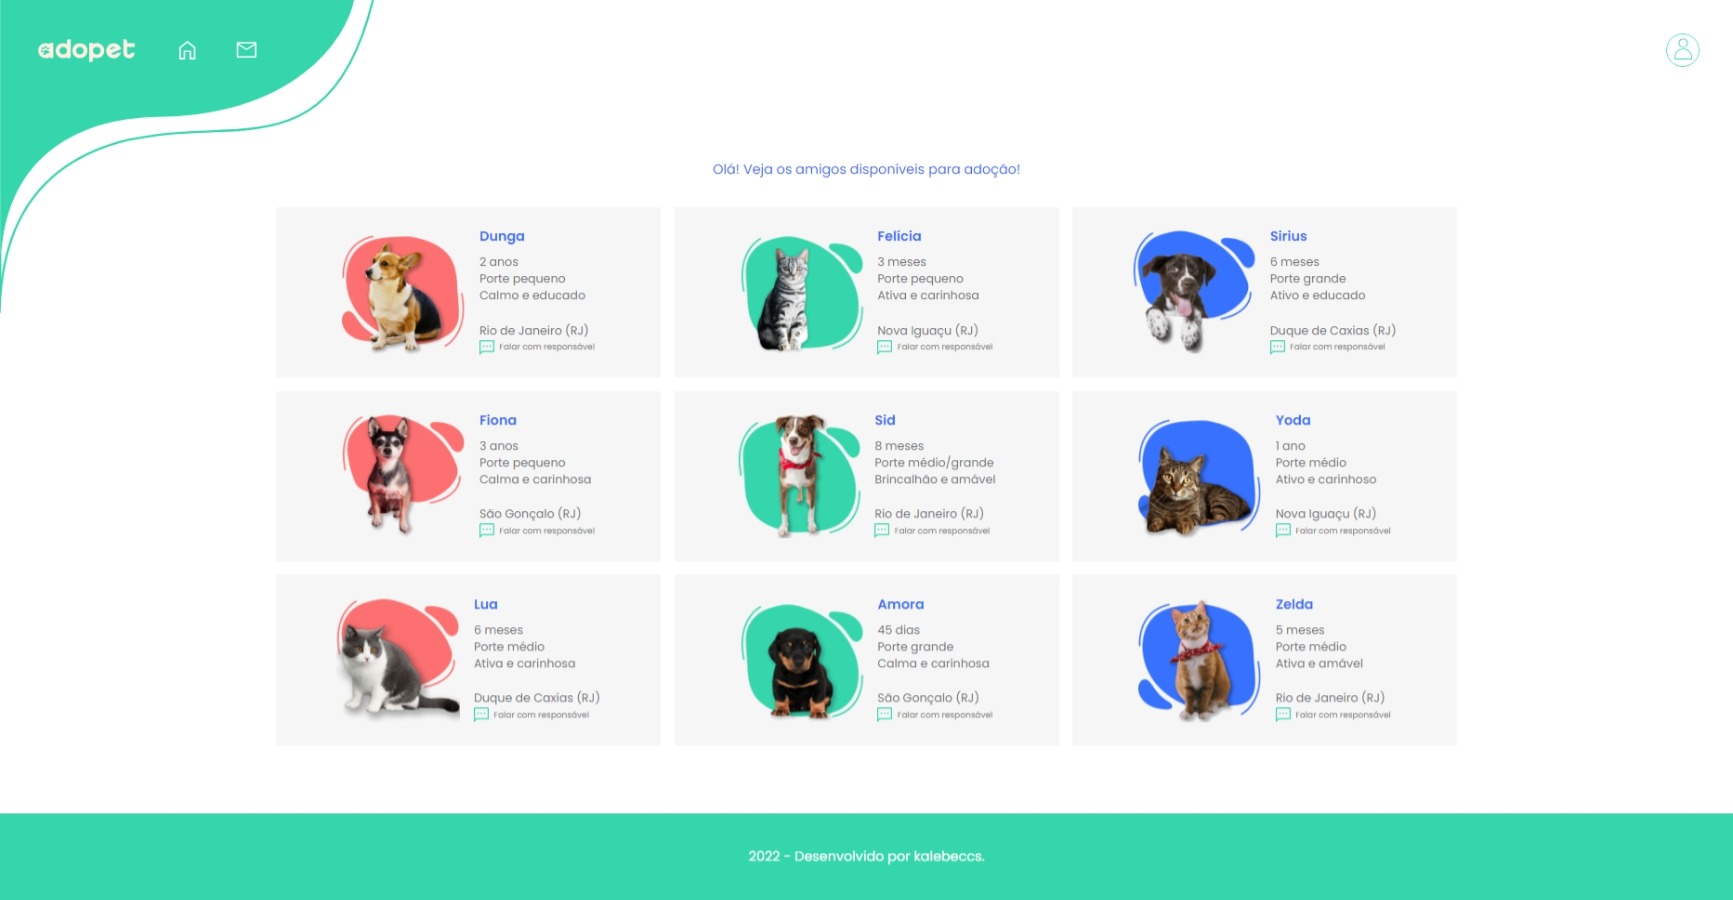 adopet
Olá! Veja os amigos disponíveis para adoção!
Dunga
2 anos
Porte pequeno
Calmo e educado
Rio de Janeiro (RJ)
Falar com responsável
Felícia
3 meses
Porte pequeno
Ativa e carinhosa
Nova Iguaçu (RJ)
Falar com responsável
Sirius
6 meses
Porte grande
Ativo e educado
Duque de Caxias (RJ)
Falar com responsável
Fiona
3 anos
Porte pequeno
Calma e carinhosa
São Gonçalo (RJ)
Falar com responsável
Sid
8 meses
Porte médio/grande
Brincalhão e amável
Rio de Janeiro (RJ)
Falar com responsável
Yoda
1 ano
Porte médio
Ativo e carinhoso
Nova Iguaçu (RJ)
Falar com responsável
Lua
6 meses
Porte médio
Ativa e carinhosa
Duque de Caxias (RJ)
Falar com responsável
Amora
45 dias
Porte grande
Calma e carinhosa
São Gonçalo (RJ)
Falar com responsável
Zelda
5 meses
Porte médio
Ativa e amável
Rio de Janeiro (RJ)
Falar com responsável
2022 - Desenvolvido por kalebeccs.